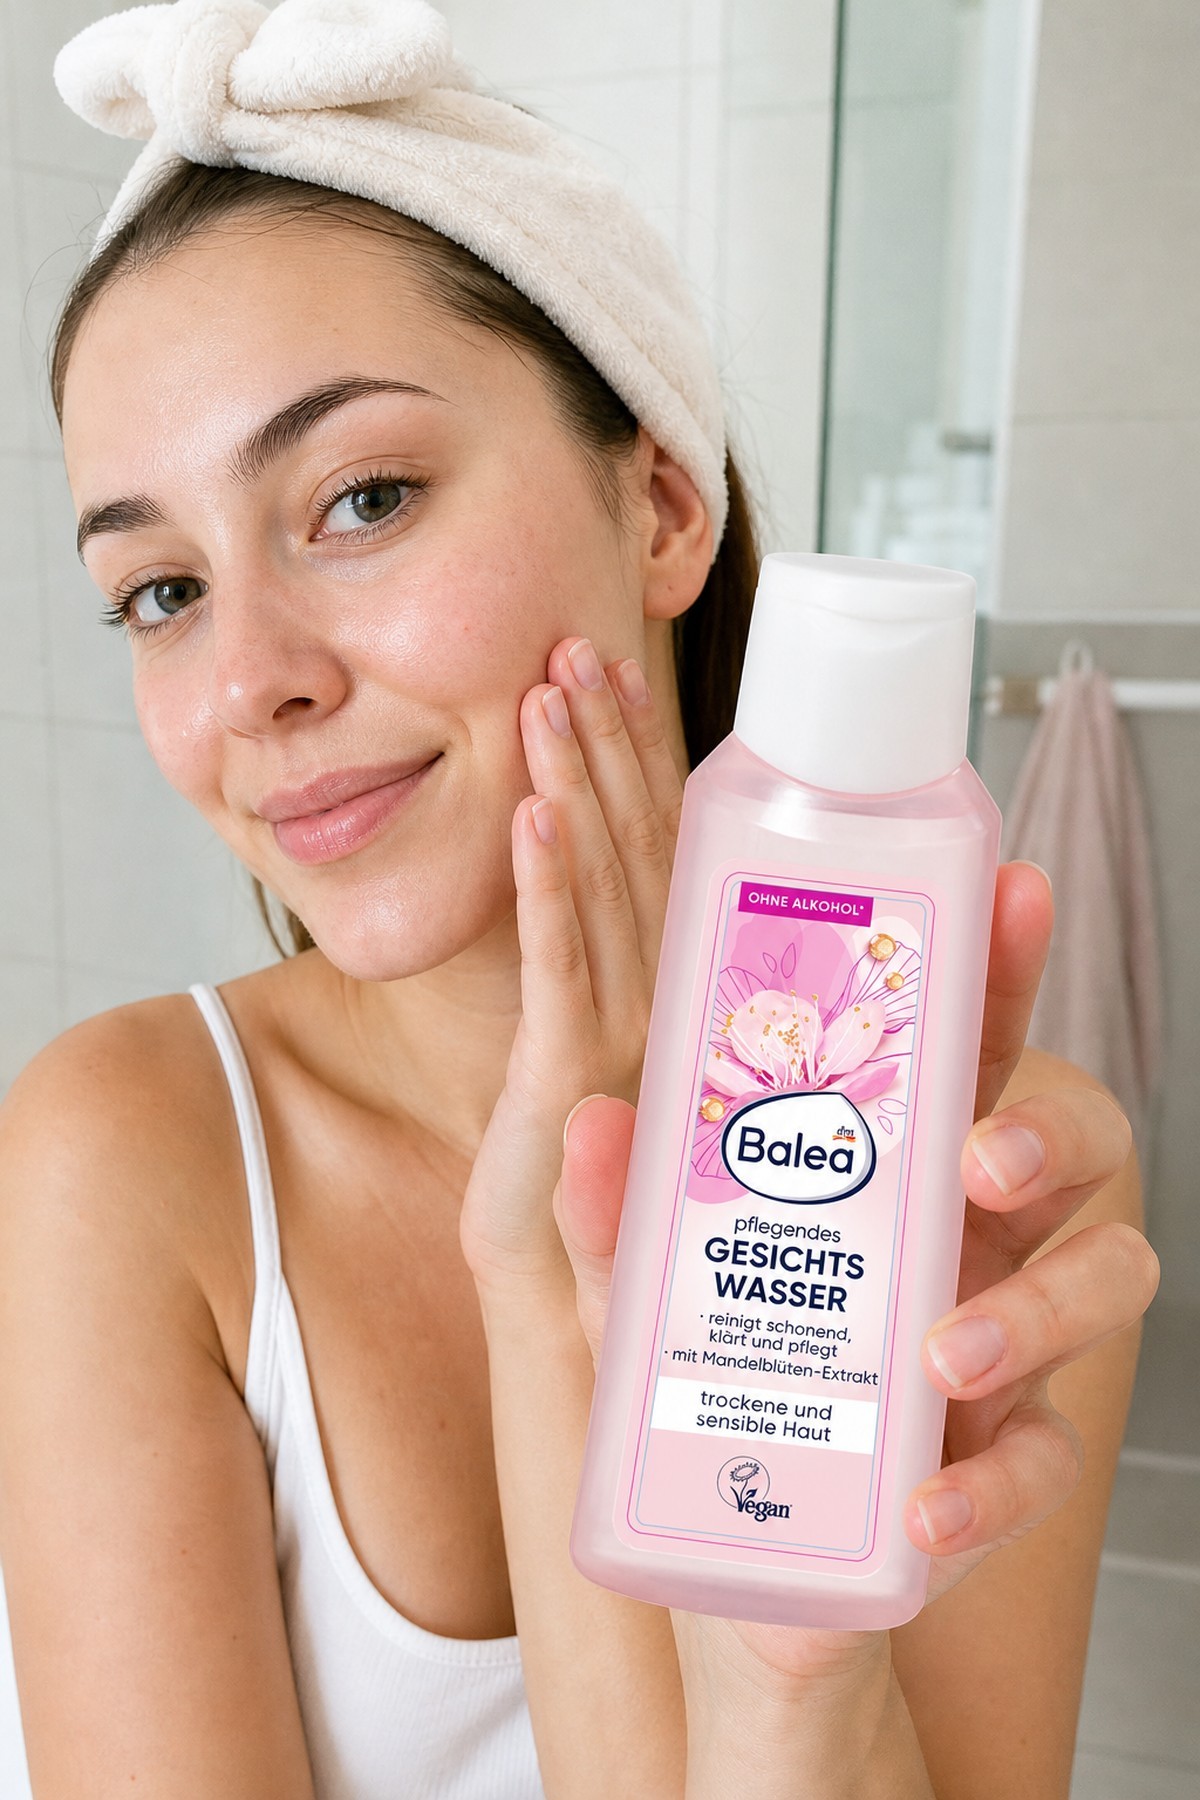 OHNE ALKOHOL*
dm
Balea
pflegendes
GESICHTS
WASSER
· reinigt schonend,
klärt und pflegt
· mit Mandelblüten-Extrakt
trockene und
sensible Haut
Vegan